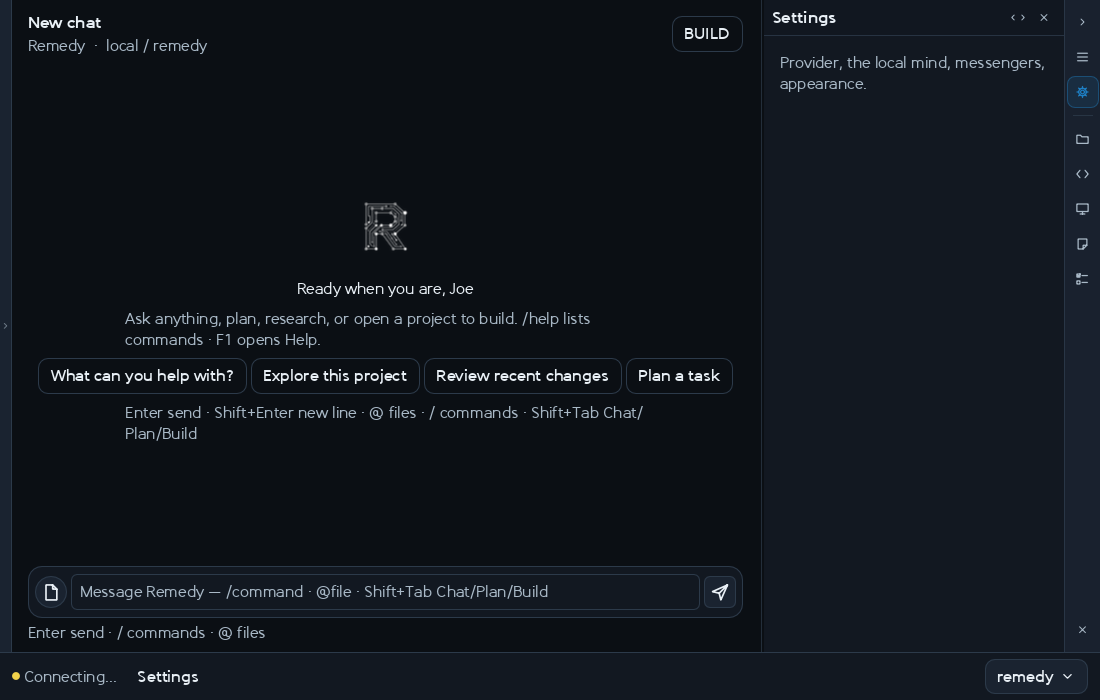 New chat
Remedy · local / remedy
BUILD
Settings
Provider, the local mind, messengers,
appearance.
Ready when you are, Joe
Ask anything, plan, research, or open a project to build. /help lists
commands · F1 opens Help.
What can you help with?
Explore this project
Review recent changes
Plan a task
Enter send · Shift+Enter new line · @ files · / commands · Shift+Tab Chat/
Plan/Build
Message Remedy — /command · @file · Shift+Tab Chat/Plan/Build
Enter send · / commands · @ files
Connecting...
Settings
remedy